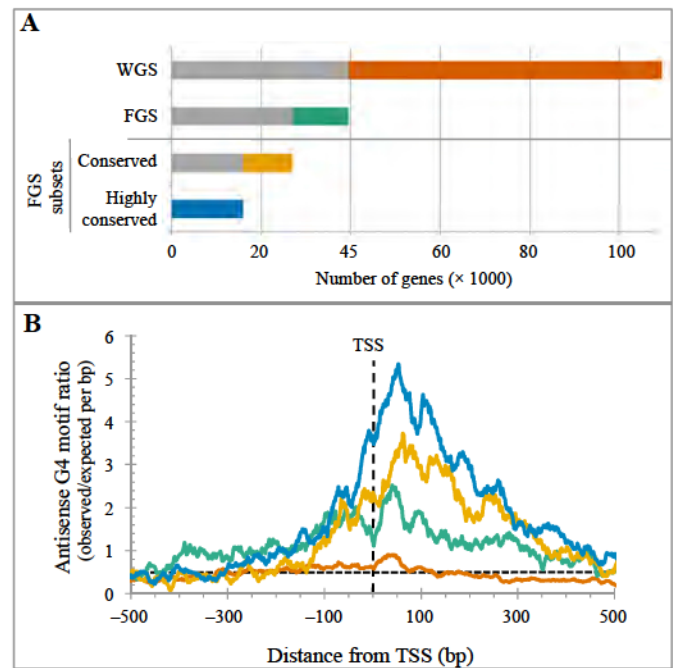 A
WGS
FGS
FGS subsets
Conserved
Highly
conserved
0 20 45 60 80 100
Number of genes (× 1000)
B
TSS
Antisense G4 motif ratio
(observed/expected per bp)
6
5
4
3
2
1
0
–500 –300 –100 100 300 500
Distance from TSS (bp)